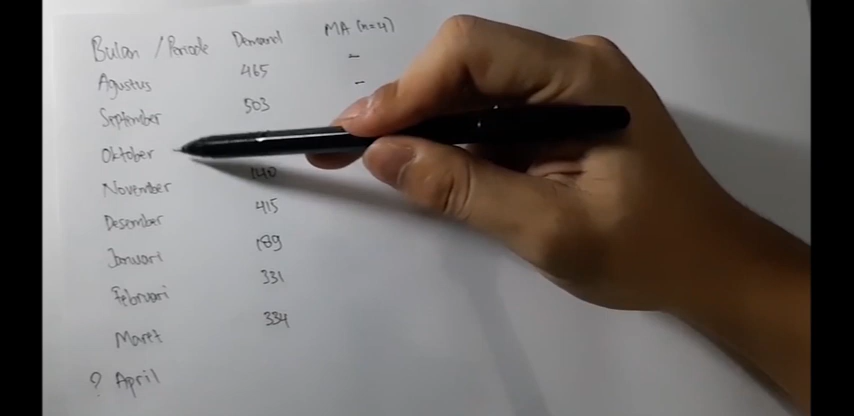 Bulan / Periode Demand MA (n=4)
Agustus 465 -
September 503 -
Oktober
November 140
Desember 415
Januari 189
Februari 331
Maret 334
? April